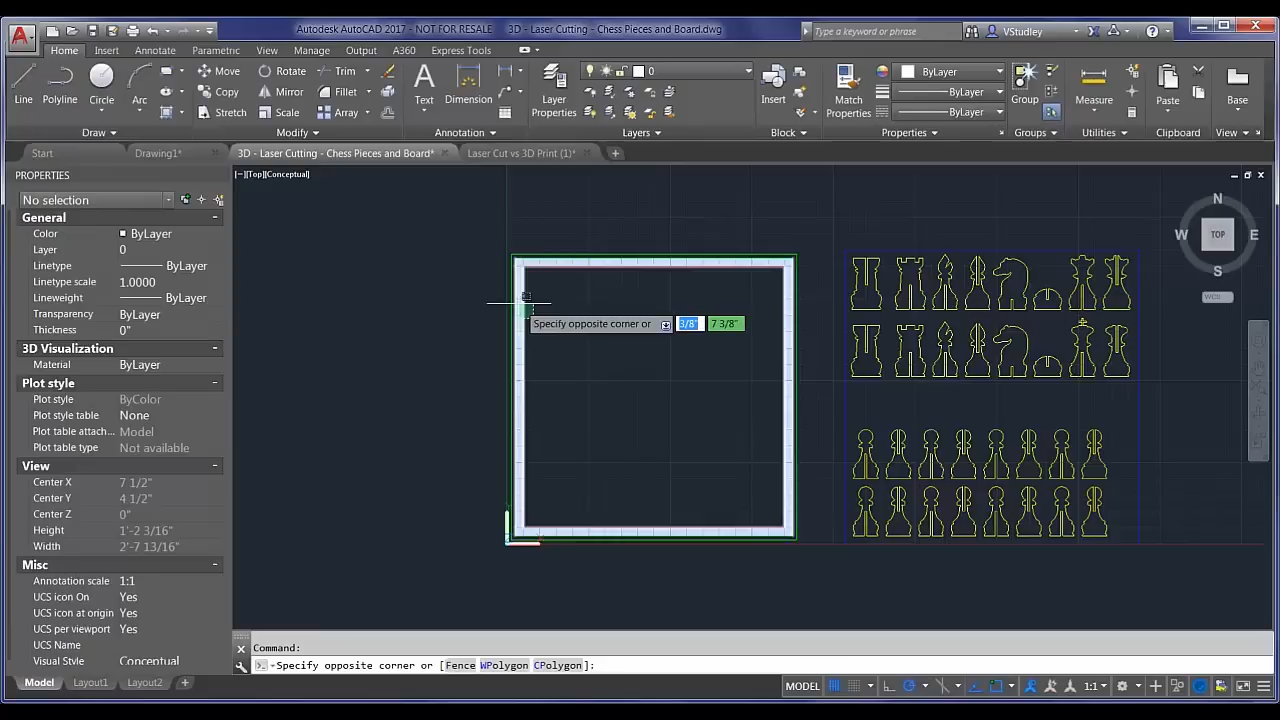 Autodesk AutoCAD 2017 - NOT FOR RESALE 3D - Laser Cutting - Chess Pieces and Board.dwg
Type a keyword or phrase
VStudley
Home Insert Annotate Parametric View Manage Output A360 Express Tools
Line Polyline Circle Arc
Move Rotate Trim
Copy Mirror Fillet
Stretch Scale Array
Text Dimension
Layer Properties
0
Insert
Match Properties
ByLayer
ByLayer
ByLayer
Group Measure Paste Base
Draw Modify Annotation Layers Block Properties Groups Utilities Clipboard View
Start Drawing1* 3D - Laser Cutting - Chess Pieces and Board* Laser Cut vs 3D Print (1)*
PROPERTIES
[−][Top][Conceptual]
No selection
General
Color ByLayer
Layer 0
Linetype ByLayer
Linetype scale 1.0000
Lineweight ByLayer
Transparency ByLayer
Thickness 0"
3D Visualization
Material ByLayer
Plot style
Plot style ByColor
Plot style table None
Plot table attach... Model
Plot table type Not available
View
Center X 7 1/2"
Center Y 4 1/2"
Center Z 0"
Height 1'-2 3/16"
Width 2'-7 13/16"
Misc
Annotation scale 1:1
UCS icon On Yes
UCS icon at origin Yes
UCS per viewport Yes
UCS Name
Visual Style Conceptual
N
W TOP E
S
WCS
Specify opposite corner or 3/8" 7 3/8"
Command:
Specify opposite corner or [Fence WPolygon CPolygon]:
Model Layout1 Layout2
MODEL 1:1